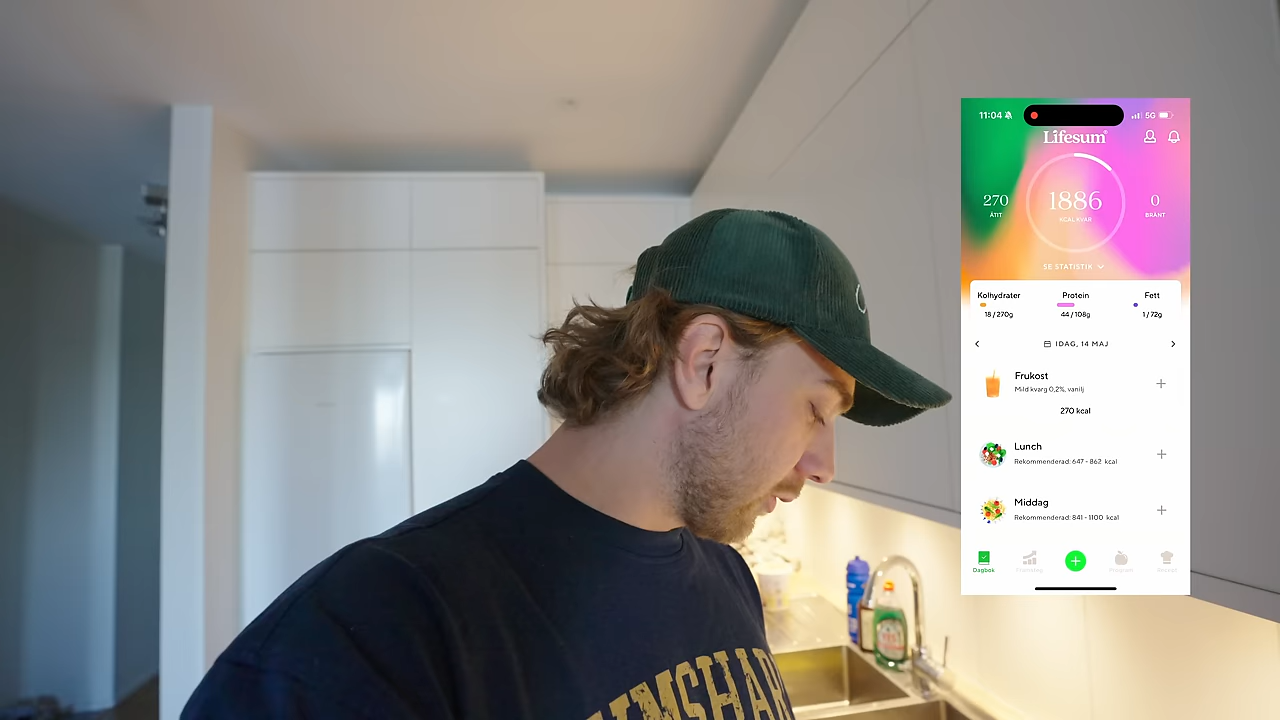 11:04
5G
Lifesum
270
ÄTIT
1886
KCAL KVAR
0
BRÄNT
SE STATISTIK
Kolhydrater
Protein
Fett
18 / 270g
44 / 108g
1 / 72g
IDAG, 14 MAJ
Frukost
Mild kvarg 0,2%, vanilj
270 kcal
Lunch
Rekommenderad: 647 - 862 kcal
Middag
Rekommenderad: 841 - 1100 kcal
Dagbok
YES